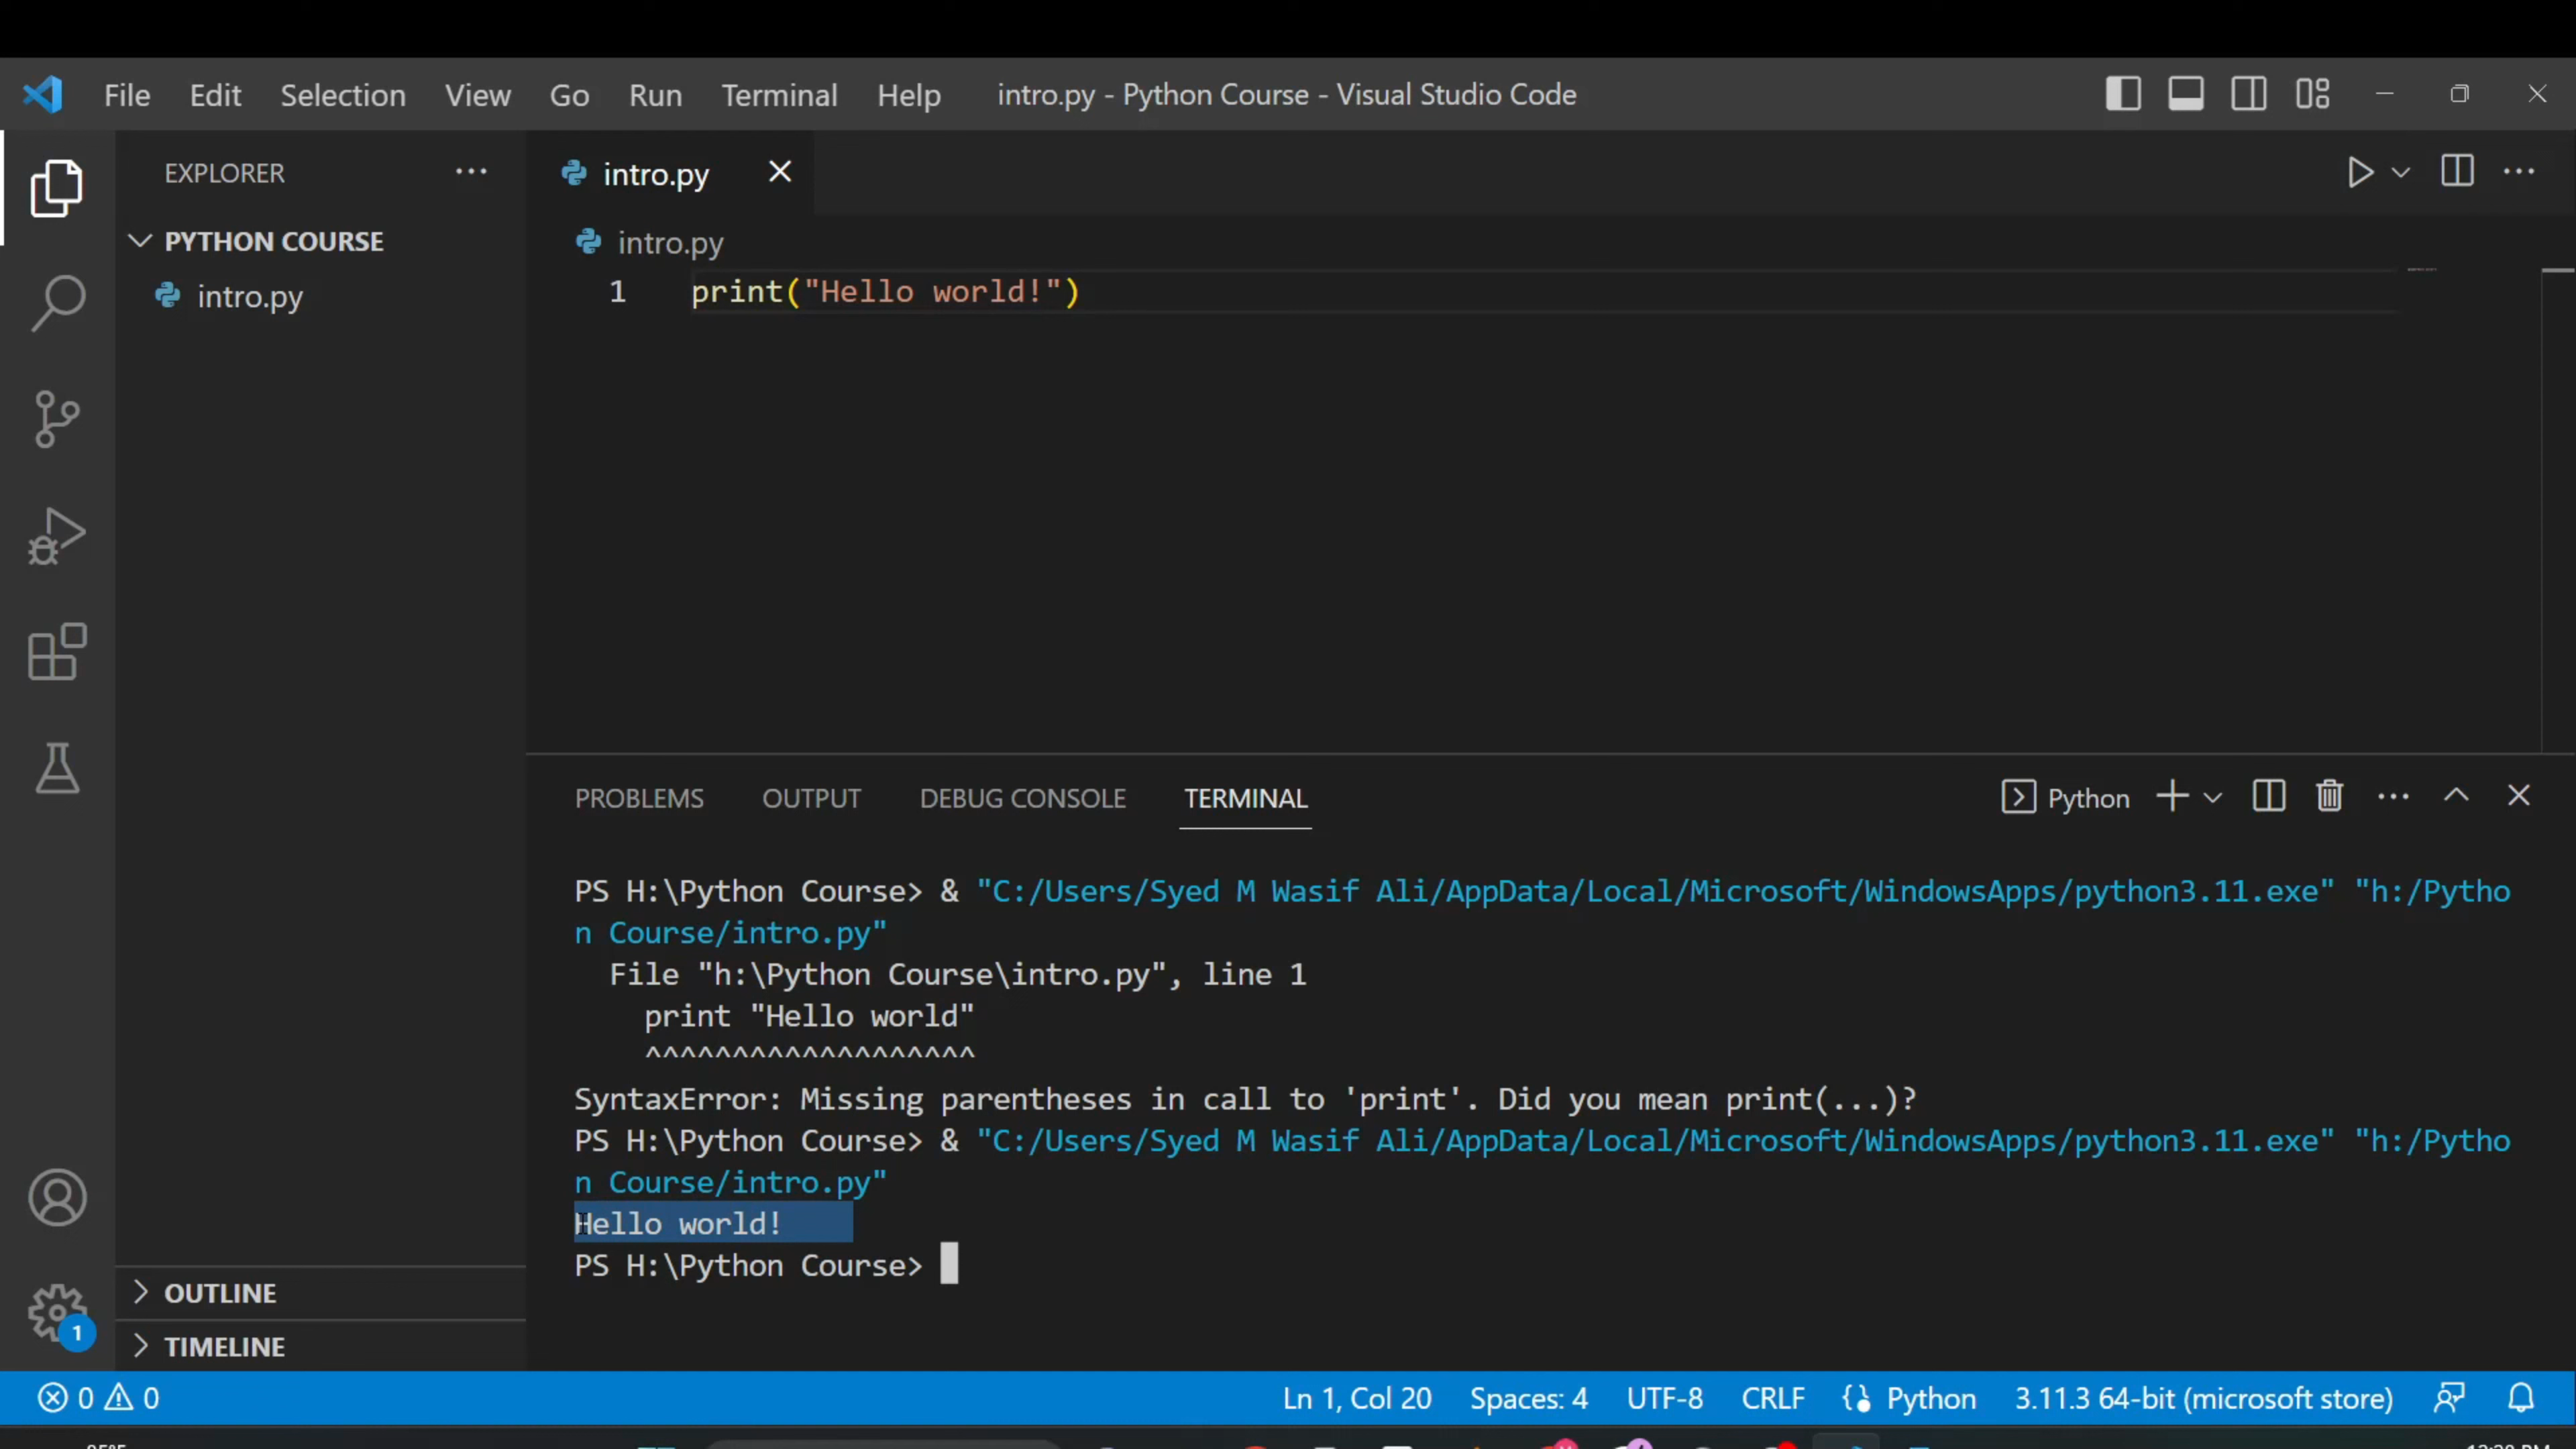 File Edit Selection View Go Run Terminal Help intro.py - Python Course - Visual Studio Code
EXPLORER
PYTHON COURSE
intro.py
OUTLINE
TIMELINE
intro.py
intro.py
1 print("Hello world!")
PROBLEMS OUTPUT DEBUG CONSOLE TERMINAL
Python
PS H:\Python Course> & "C:/Users/Syed M Wasif Ali/AppData/Local/Microsoft/WindowsApps/python3.11.exe" "h:/Pytho
n Course/intro.py"
File "h:\Python Course\intro.py", line 1
print "Hello world"
^^^^^^^^^^^^^^^^^^^
SyntaxError: Missing parentheses in call to 'print'. Did you mean print(...)?
PS H:\Python Course> & "C:/Users/Syed M Wasif Ali/AppData/Local/Microsoft/WindowsApps/python3.11.exe" "h:/Pytho
n Course/intro.py"
Hello world!
PS H:\Python Course>
1
0 0 Ln 1, Col 20 Spaces: 4 UTF-8 CRLF Python 3.11.3 64-bit (microsoft store)